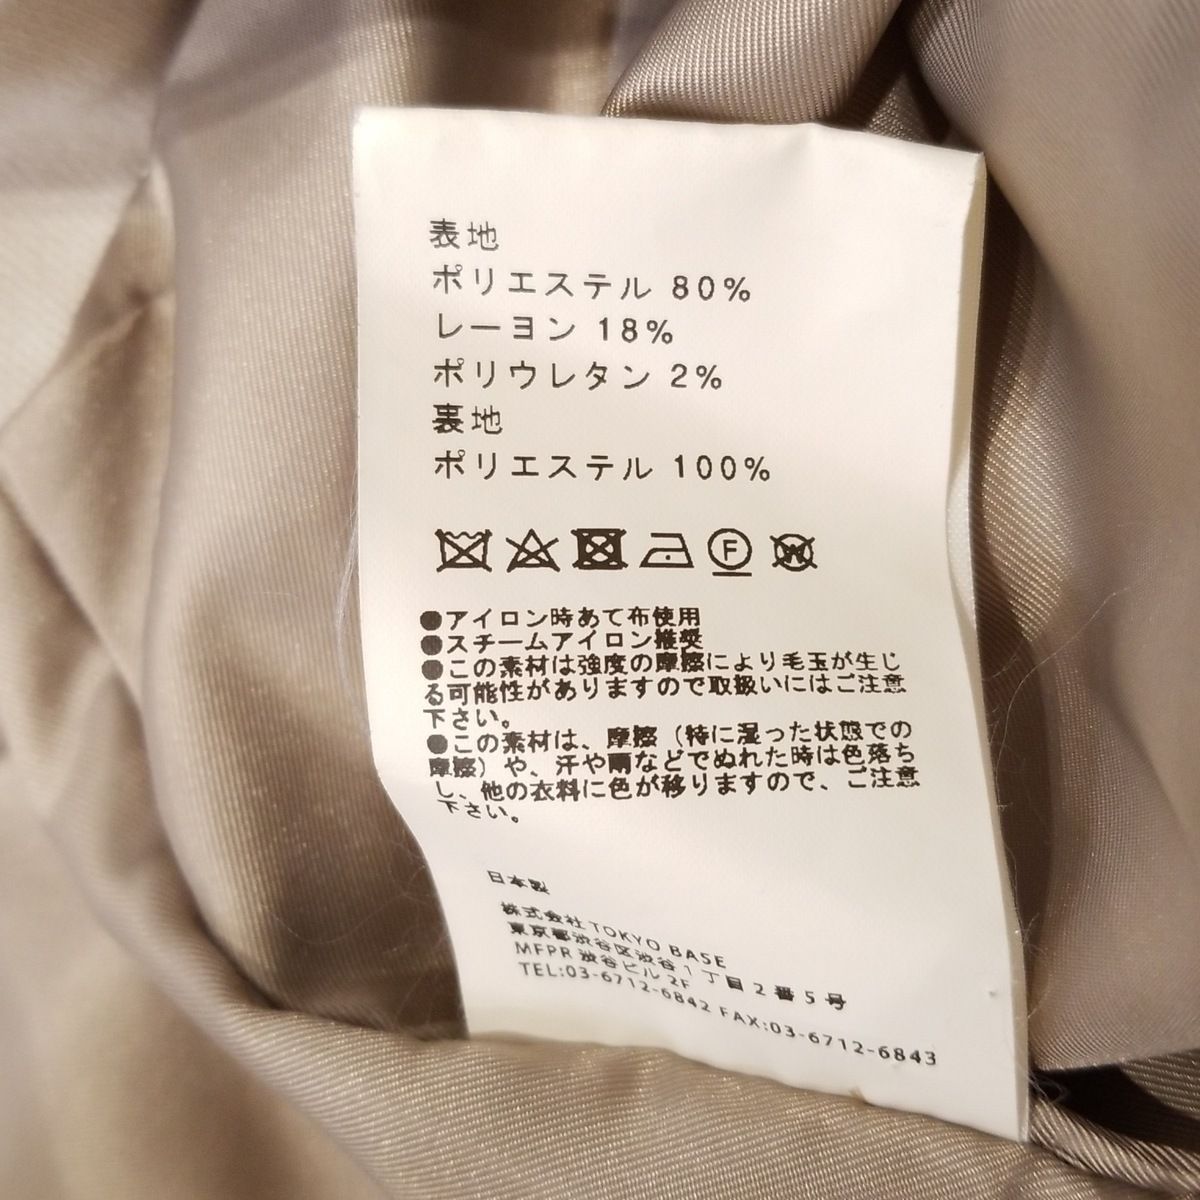 表地
ポリエステル 80%
レーヨン 18%
ポリウレタン 2%
裏地
ポリエステル 100%
F W
●アイロン時あて布使用
●スチームアイロン推奨
●この素材は強度の摩擦により毛玉が生じ
る可能性がありますので取扱いにはご注意
下さい。
●この素材は、摩擦（特に湿った状態での
摩擦）や、汗や雨などでぬれた時は色落ち
し、他の衣料に色が移りますので、ご注意
下さい。
日本製
株式会社TOKYO BASE
東京都渋谷区渋谷1丁目2番5号
MFPR渋谷ビル2F
TEL:03-6712-6842 FAX:03-6712-6843